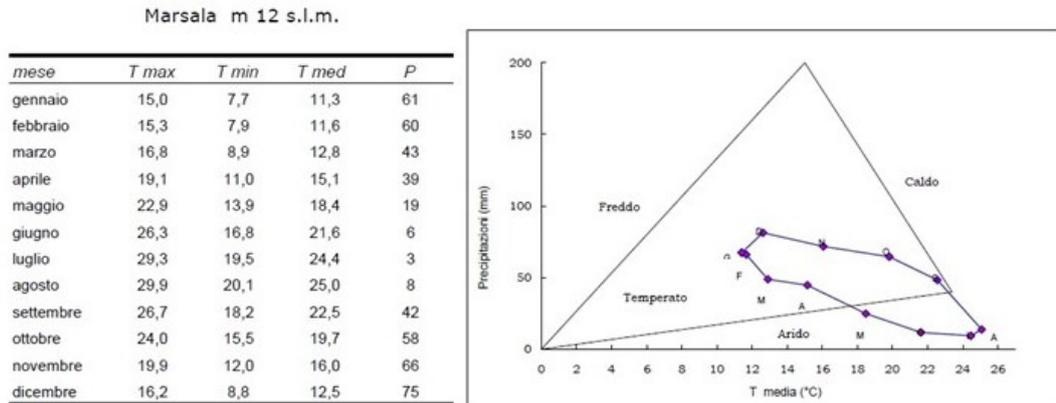 Marsala m 12 s.l.m.
mese T max T min T med P
gennaio 15,0 7,7 11,3 61
febbraio 15,3 7,9 11,6 60
marzo 16,8 8,9 12,8 43
aprile 19,1 11,0 15,1 39
maggio 22,9 13,9 18,4 19
giugno 26,3 16,8 21,6 6
luglio 29,3 19,5 24,4 3
agosto 29,9 20,1 25,0 8
settembre 26,7 18,2 22,5 42
ottobre 24,0 15,5 19,7 58
novembre 19,9 12,0 16,0 66
dicembre 16,2 8,8 12,5 75
Precipitazioni (mm)
200
150
100
50
0
Caldo
Freddo
D
N
O
G
F
Temperato
M
A
Arido
M
A
0 2 4 6 8 10 12 14 16 18 20 22 24 26
T media (°C)